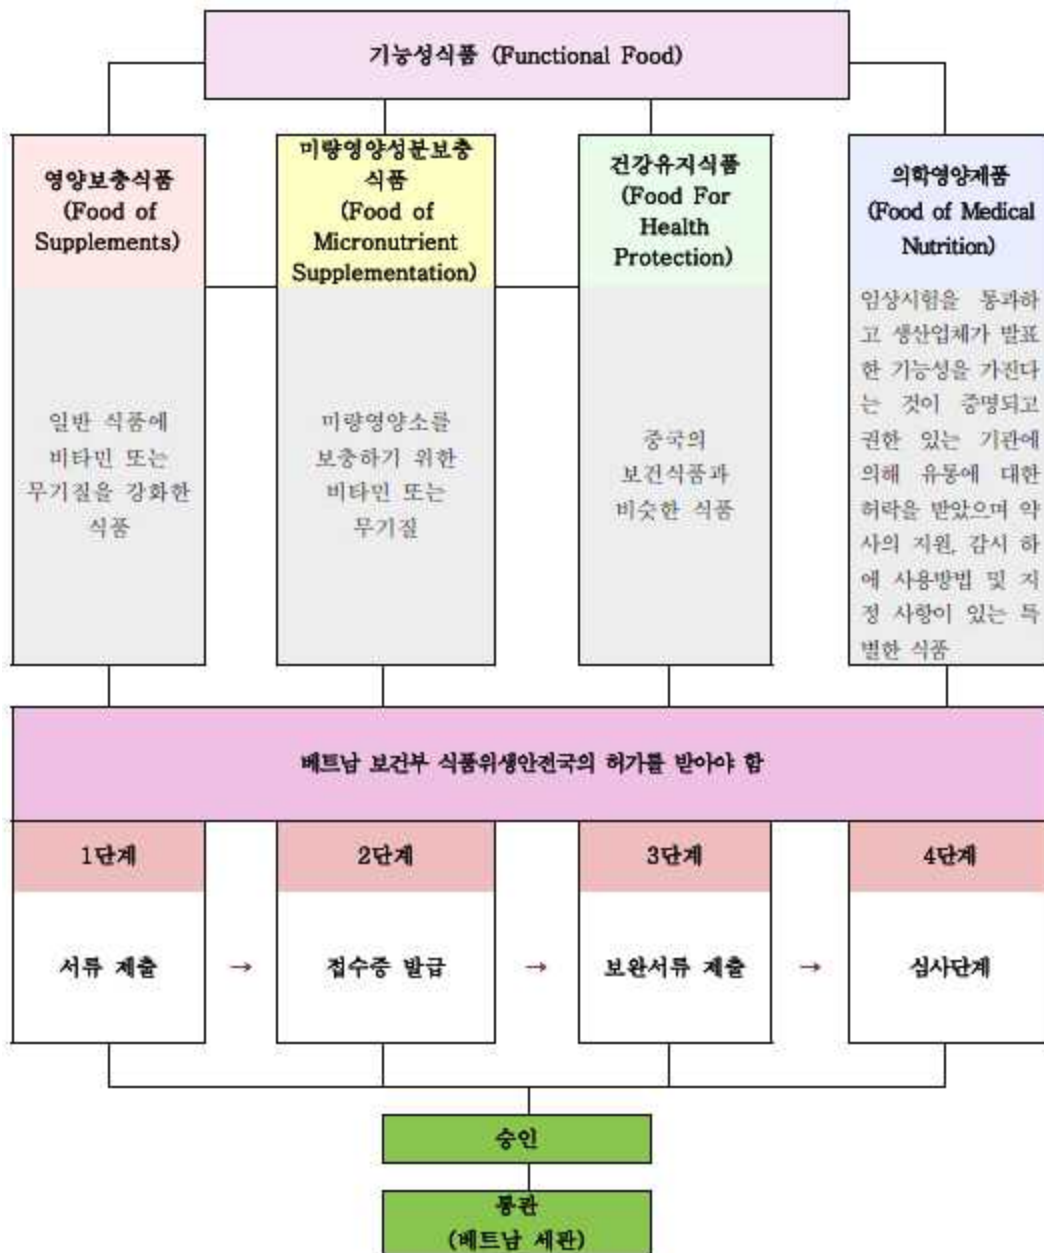 기능성식품 (Functional Food)
영양보충식품
(Food of
Supplements)
미량영양성분보충
식품
(Food of
Micronutrient
Supplementation)
건강유지식품
(Food For
Health
Protection)
의학영양제품
(Food of Medical
Nutrition)
일반 식품에
비타민 또는
무기질을 강화한
식품
미량영양소를
보충하기 위한
비타민 또는
무기질
중국의
보건식품과
비슷한 식품
임상시험을 통과하
고 생산업체가 발표
한 기능성을 가진다
는 것이 증명되고
권한 있는 기관에
의해 유통에 대한
허락을 받았으며 약
사의 지원, 감시 하
에 사용방법 및 지
정 사항이 있는 특
별한 식품
베트남 보건부 식품위생안전국의 허가를 받아야 함
1단계
2단계
3단계
4단계
서류 제출
→
접수증 발급
→
보완서류 제출
→
심사단계
승인
통관
(베트남 세관)